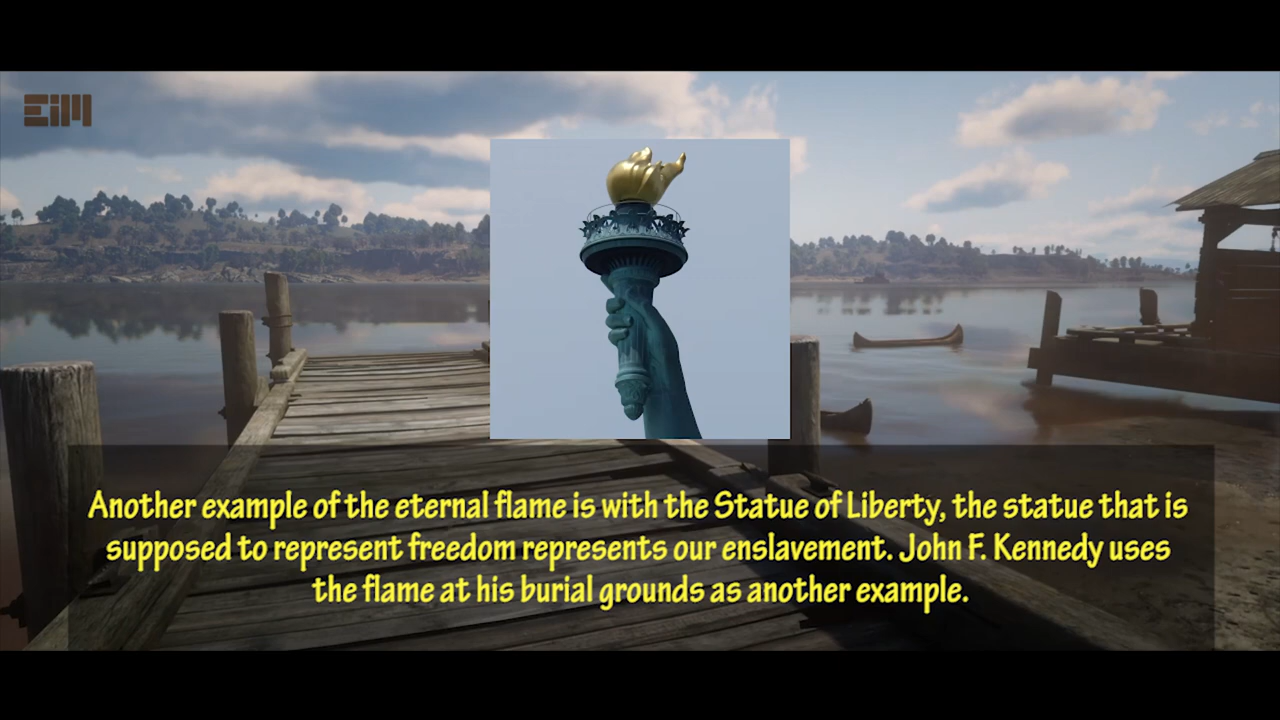 EIM
Another example of the eternal flame is with the Statue of Liberty, the statue that is
supposed to represent freedom represents our enslavement. John F. Kennedy uses
the flame at his burial grounds as another example.